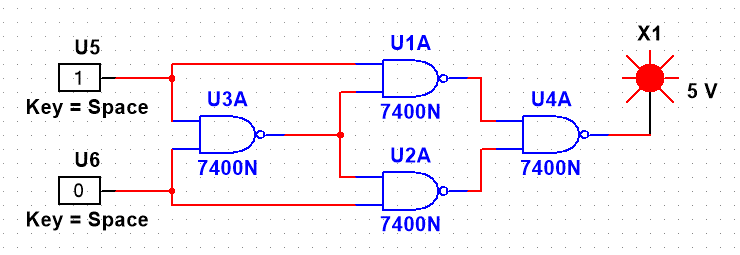 U5
1
Key = Space
U6
0
Key = Space
U3A
7400N
U1A
7400N
U2A
7400N
U4A
7400N
X1
5 V